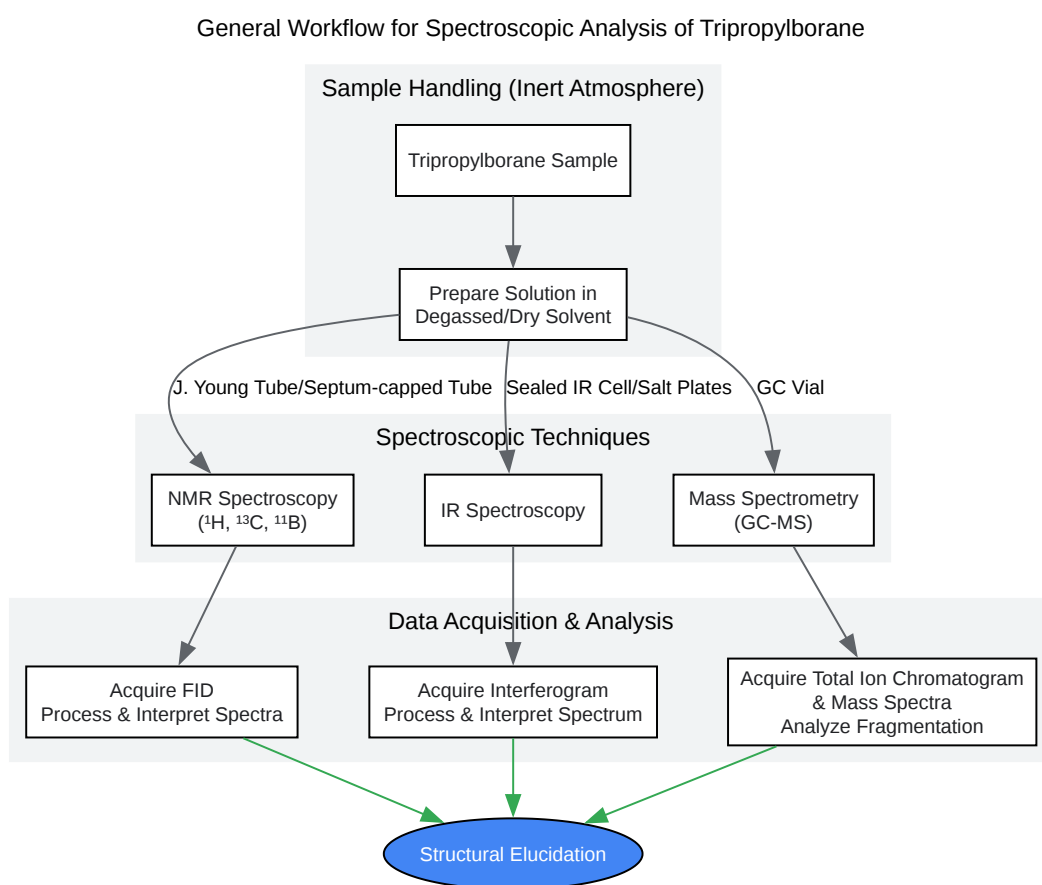 General Workflow for Spectroscopic Analysis of Tripropylborane
Sample Handling (Inert Atmosphere)
Tripropylborane Sample
Prepare Solution in
Degassed/Dry Solvent
J. Young Tube/Septum-capped Tube
Sealed IR Cell/Salt Plates
GC Vial
Spectroscopic Techniques
NMR Spectroscopy
(¹H, ¹³C, ¹¹B)
IR Spectroscopy
Mass Spectrometry
(GC-MS)
Data Acquisition & Analysis
Acquire FID
Process & Interpret Spectra
Acquire Interferogram
Process & Interpret Spectrum
Acquire Total Ion Chromatogram
& Mass Spectra
Analyze Fragmentation
Structural Elucidation